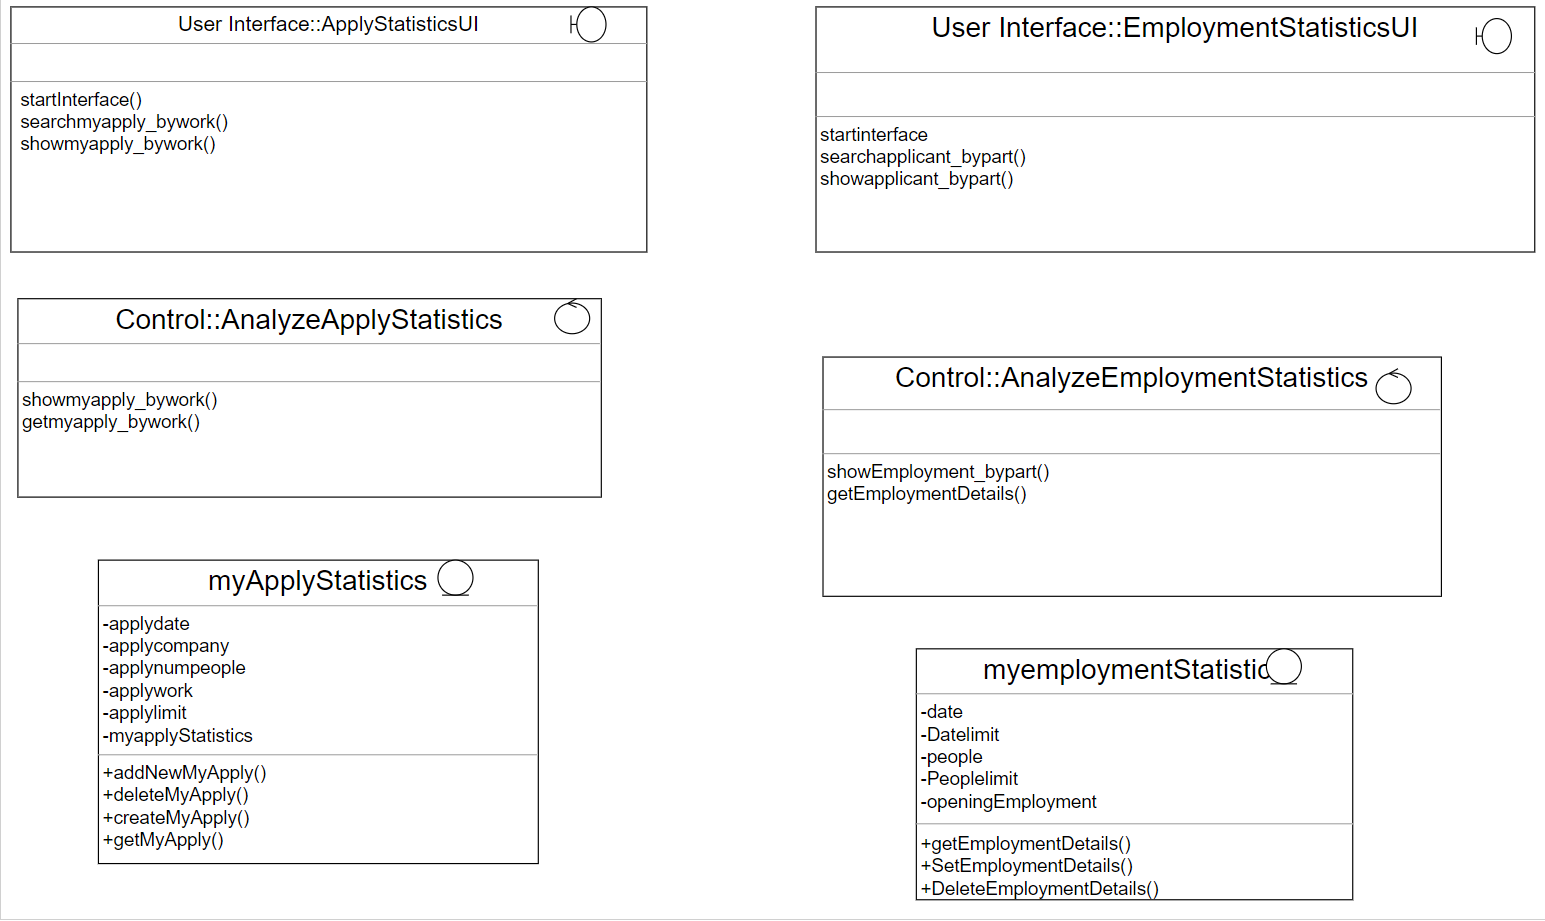 User Interface::ApplyStatisticsUI
startInterface()
searchmyapply_bywork()
showmyapply_bywork()
User Interface::EmploymentStatisticsUI
startinterface
searchapplicant_bypart()
showapplicant_bypart()
Control::AnalyzeApplyStatistics
showmyapply_bywork()
getmyapply_bywork()
Control::AnalyzeEmploymentStatistics
showEmployment_bypart()
getEmploymentDetails()
myApplyStatistics
-applydate
-applycompany
-applynumpeople
-applywork
-applylimit
-myapplyStatistics
+addNewMyApply()
+deleteMyApply()
+createMyApply()
+getMyApply()
myemploymentStatistic
-date
-Datelimit
-people
-Peoplelimit
-openingEmployment
+getEmploymentDetails()
+SetEmploymentDetails()
+DeleteEmploymentDetails()